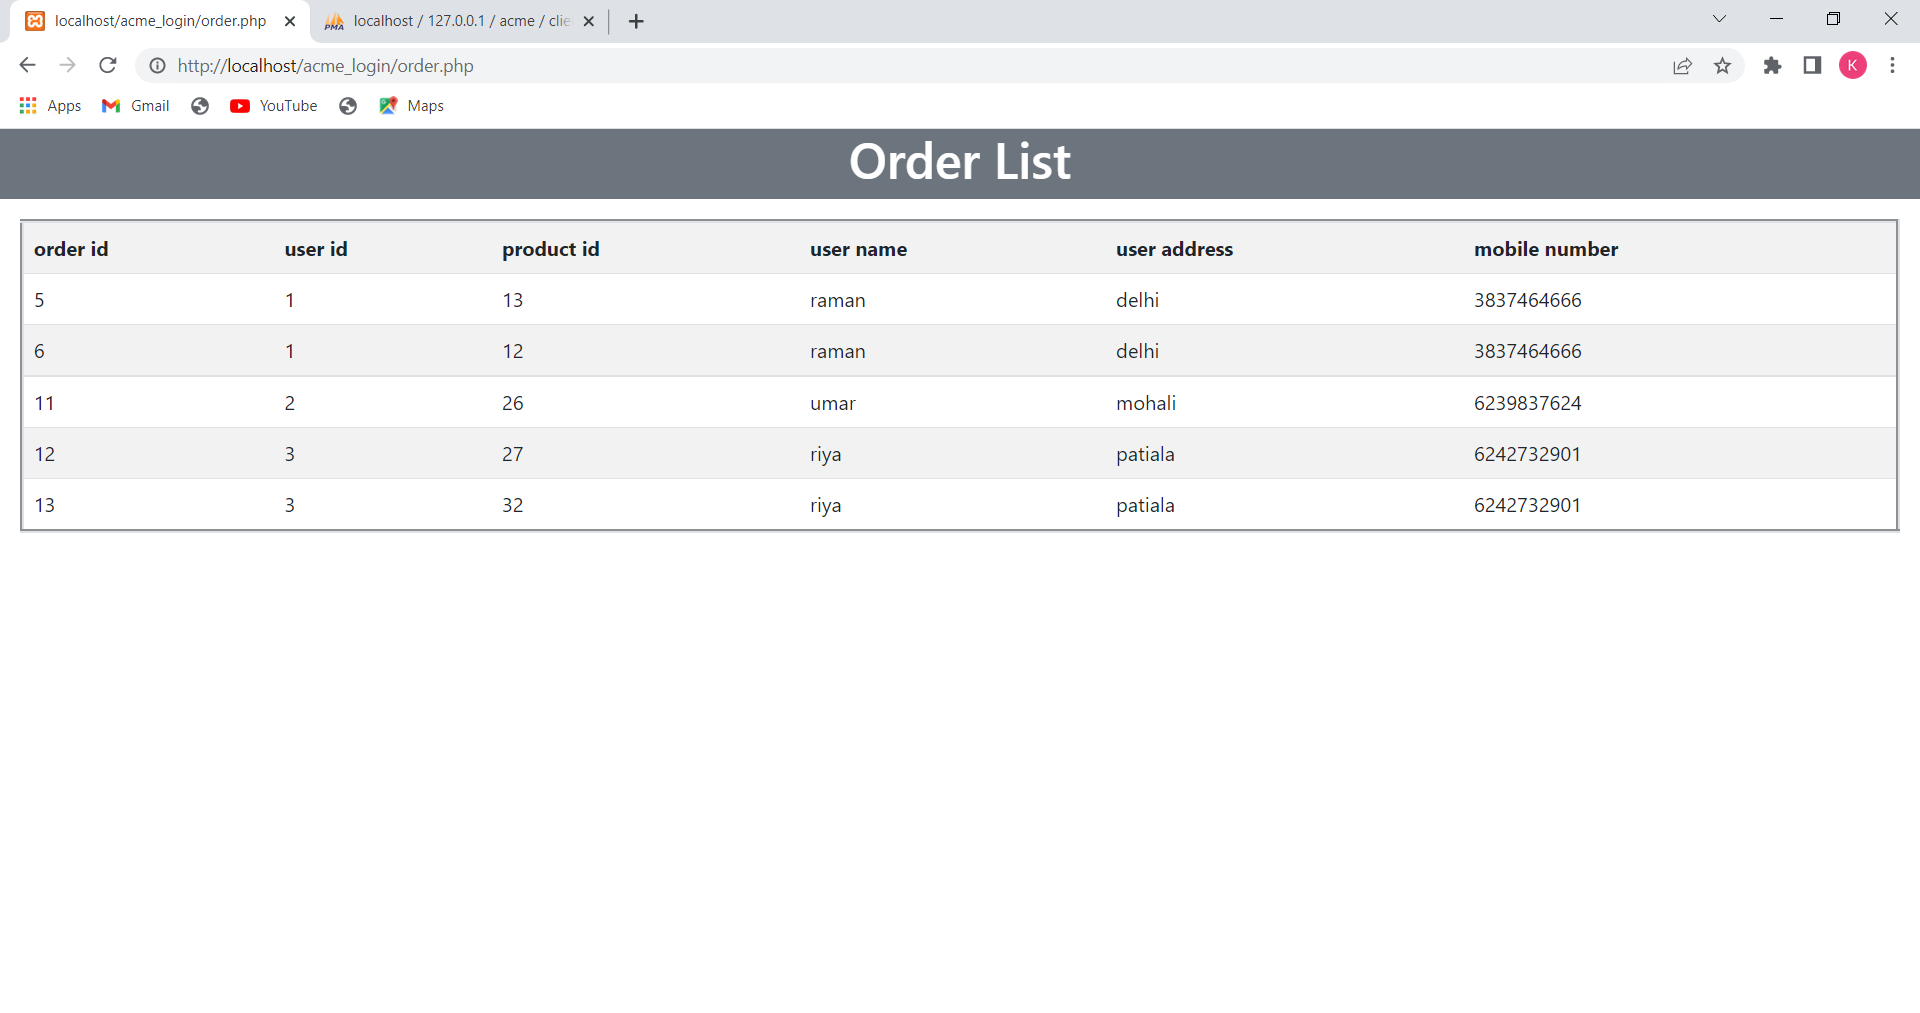 localhost/acme_login/order.php
localhost / 127.0.0.1 / acme / clie
http://localhost/acme_login/order.php
K
Apps Gmail YouTube Maps
Order List
order id user id product id user name user address mobile number
5 1 13 raman delhi 3837464666
6 1 12 raman delhi 3837464666
11 2 26 umar mohali 6239837624
12 3 27 riya patiala 6242732901
13 3 32 riya patiala 6242732901